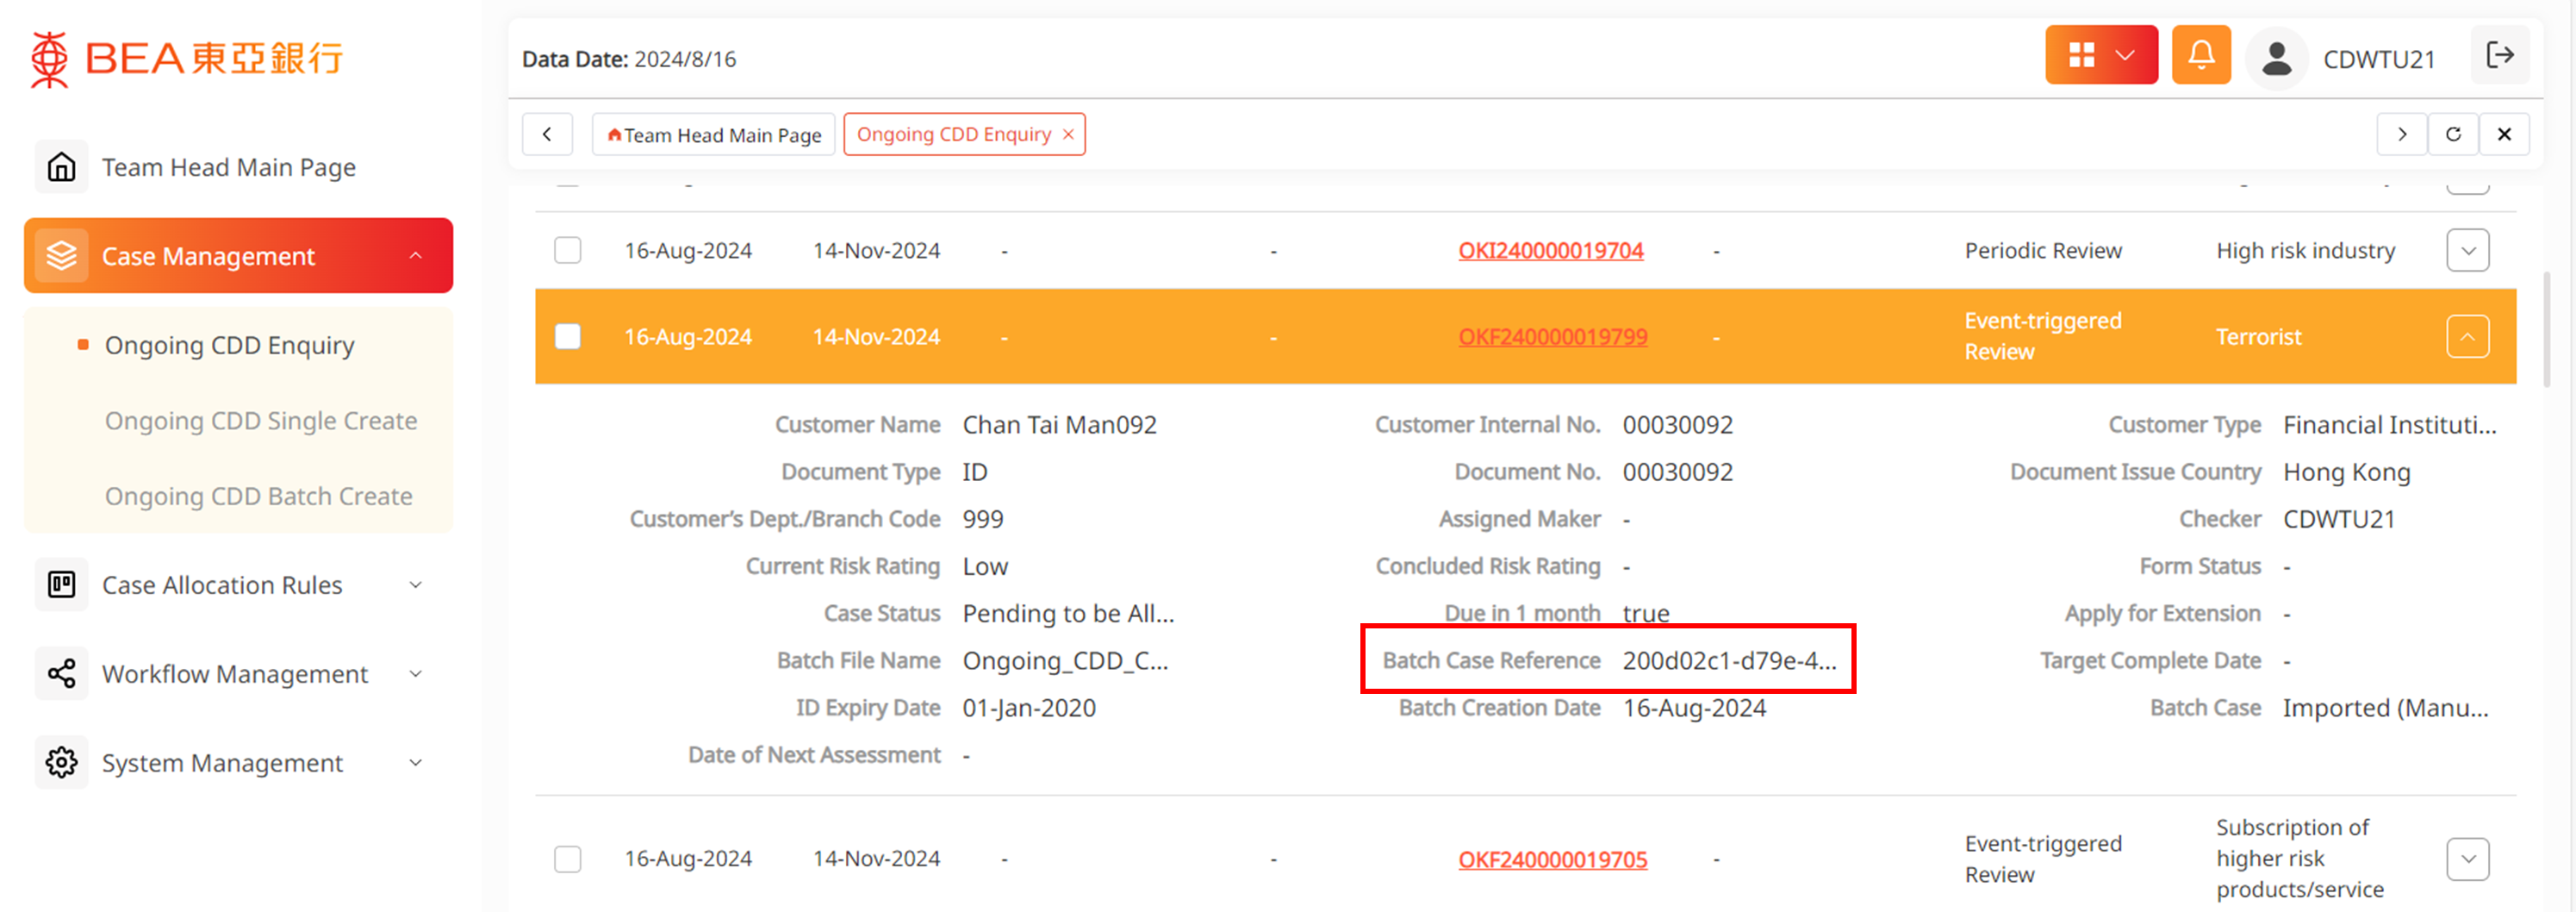 BEA東亞銀行
Data Date: 2024/8/16
CDWTU21
Team Head Main Page
Ongoing CDD Enquiry ×
Team Head Main Page
Case Management
Ongoing CDD Enquiry
Ongoing CDD Single Create
Ongoing CDD Batch Create
Case Allocation Rules
Workflow Management
System Management
- - -
16-Aug-2024 14-Nov-2024 - - OKI240000019704 - Periodic Review High risk industry
16-Aug-2024 14-Nov-2024 - - OKF240000019799 - Event-triggered Review Terrorist
Customer Name Chan Tai Man092 Customer Internal No. 00030092 Customer Type Financial Instituti...
Document Type ID Document No. 00030092 Document Issue Country Hong Kong
Customer’s Dept./Branch Code 999 Assigned Maker - Checker CDWTU21
Current Risk Rating Low Concluded Risk Rating - Form Status -
Case Status Pending to be All... Due in 1 month true Apply for Extension -
Batch File Name Ongoing_CDD_C... Batch Case Reference 200d02c1-d79e-4... Target Complete Date -
ID Expiry Date 01-Jan-2020 Batch Creation Date 16-Aug-2024 Batch Case Imported (Manu...
Date of Next Assessment -
16-Aug-2024 14-Nov-2024 - - OKF240000019705 - Event-triggered Review Subscription of higher risk products/service